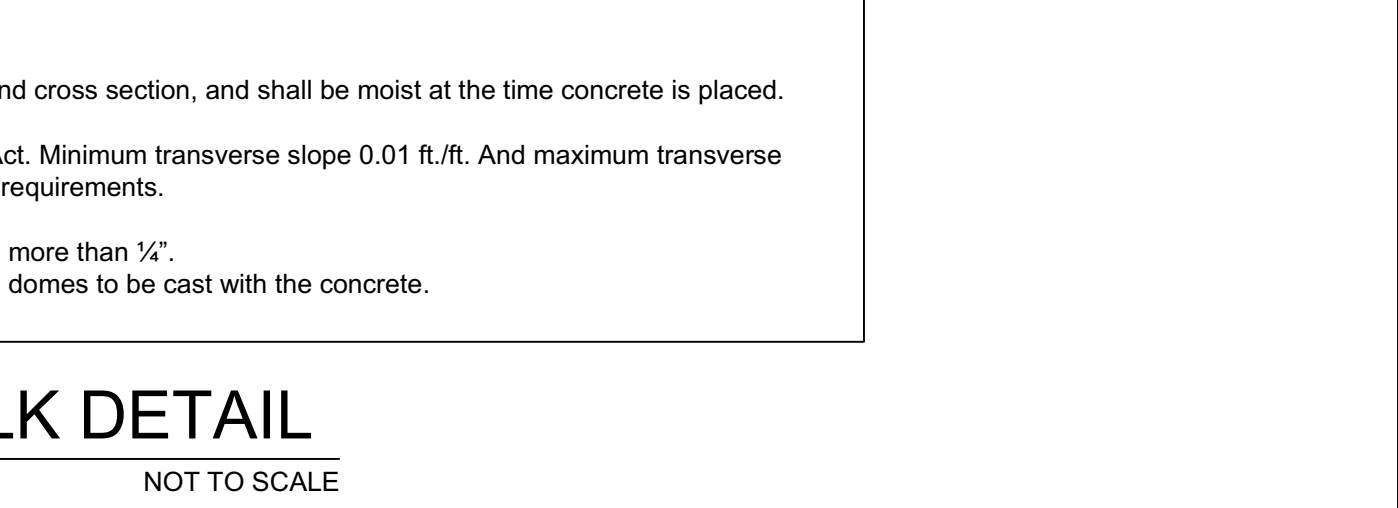 nd cross section, and shall be moist at the time concrete is placed.
Act. Minimum transverse slope 0.01 ft./ft. And maximum transverse
requirements.
more than ¼”.
domes to be cast with the concrete.
LK DETAIL
NOT TO SCALE